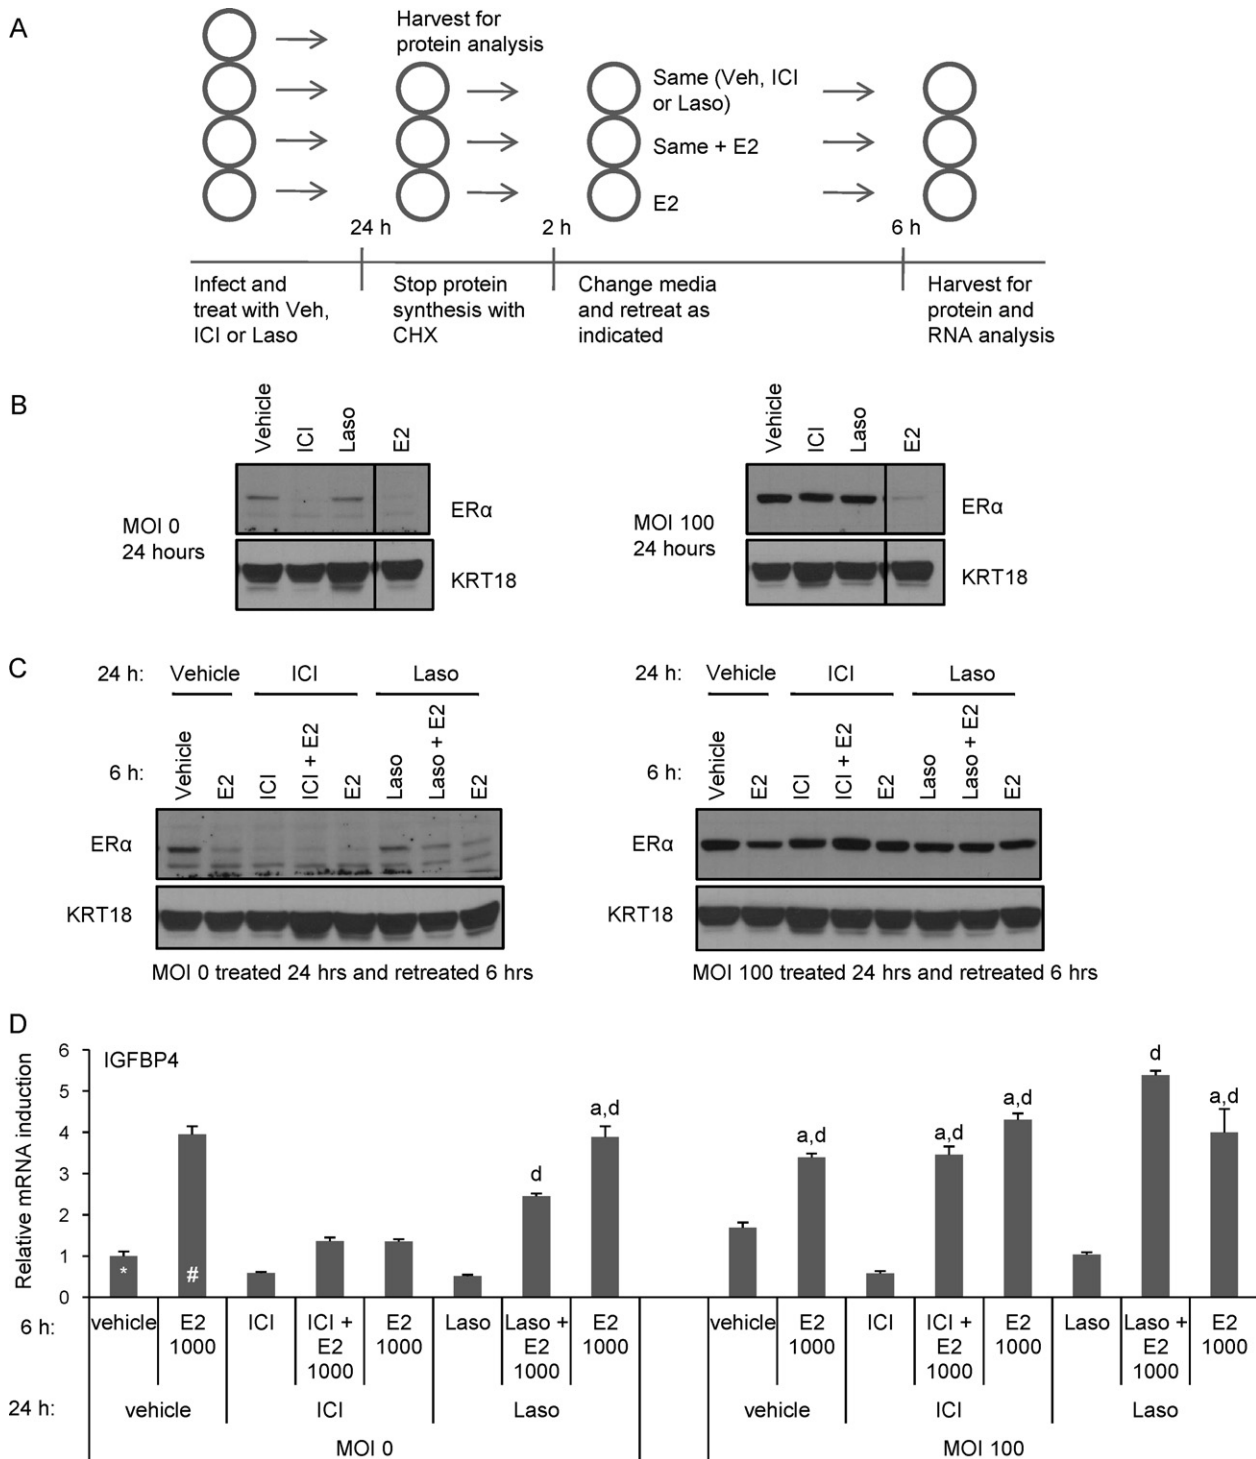 A
Harvest for
protein analysis
Same (Veh, ICI
or Laso)
Same + E2
E2
24 h
2 h
6 h
Infect and
treat with Veh,
ICI or Laso
Stop protein
synthesis with
CHX
Change media
and retreat as
indicated
Harvest for
protein and
RNA analysis
B
Vehicle
ICI
Laso
E2
MOI 0
24 hours
ERα
KRT18
Vehicle
ICI
Laso
E2
MOI 100
24 hours
ERα
KRT18
C
24 h: Vehicle ICI Laso
6 h: Vehicle E2 ICI ICI + E2 E2 Laso Laso + E2 E2
ERα
KRT18
MOI 0 treated 24 hrs and retreated 6 hrs
24 h: Vehicle ICI Laso
6 h: Vehicle E2 ICI ICI + E2 E2 Laso Laso + E2 E2
ERα
KRT18
MOI 100 treated 24 hrs and retreated 6 hrs
D
IGFBP4
Relative mRNA induction
6
5
4
3
2
1
0
* # d a,d a,d a,d a,d d a,d
6 h:
vehicle
E2
1000
ICI
ICI +
E2
1000
E2
1000
Laso
Laso +
E2
1000
E2
1000
vehicle
E2
1000
ICI
ICI +
E2
1000
E2
1000
Laso
Laso +
E2
1000
E2
1000
24 h: vehicle ICI Laso vehicle ICI Laso
MOI 0 MOI 100